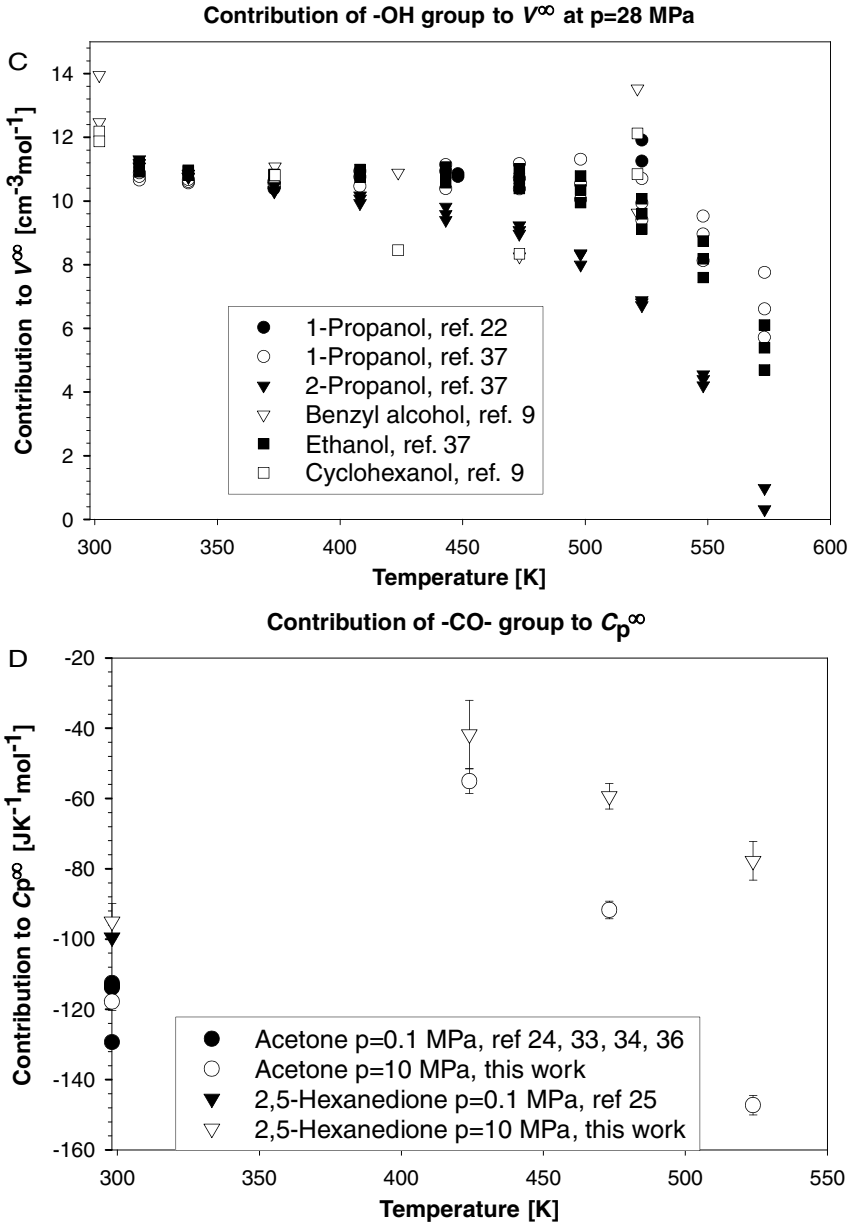 Contribution of -OH group to V∞ at p=28 MPa
C
Contribution to V∞ [cm-3mol-1]
14
12
10
8
6
4
2
0
1-Propanol, ref. 22
1-Propanol, ref. 37
2-Propanol, ref. 37
Benzyl alcohol, ref. 9
Ethanol, ref. 37
Cyclohexanol, ref. 9
300 350 400 450 500 550 600
Temperature [K]
Contribution of -CO- group to Cp∞
D
Contribution to Cp∞ [JK-1mol-1]
-20
-40
-60
-80
-100
-120
-140
-160
Acetone p=0.1 MPa, ref 24, 33, 34, 36
Acetone p=10 MPa, this work
2,5-Hexanedione p=0.1 MPa, ref 25
2,5-Hexanedione p=10 MPa, this work
300 350 400 450 500 550
Temperature [K]